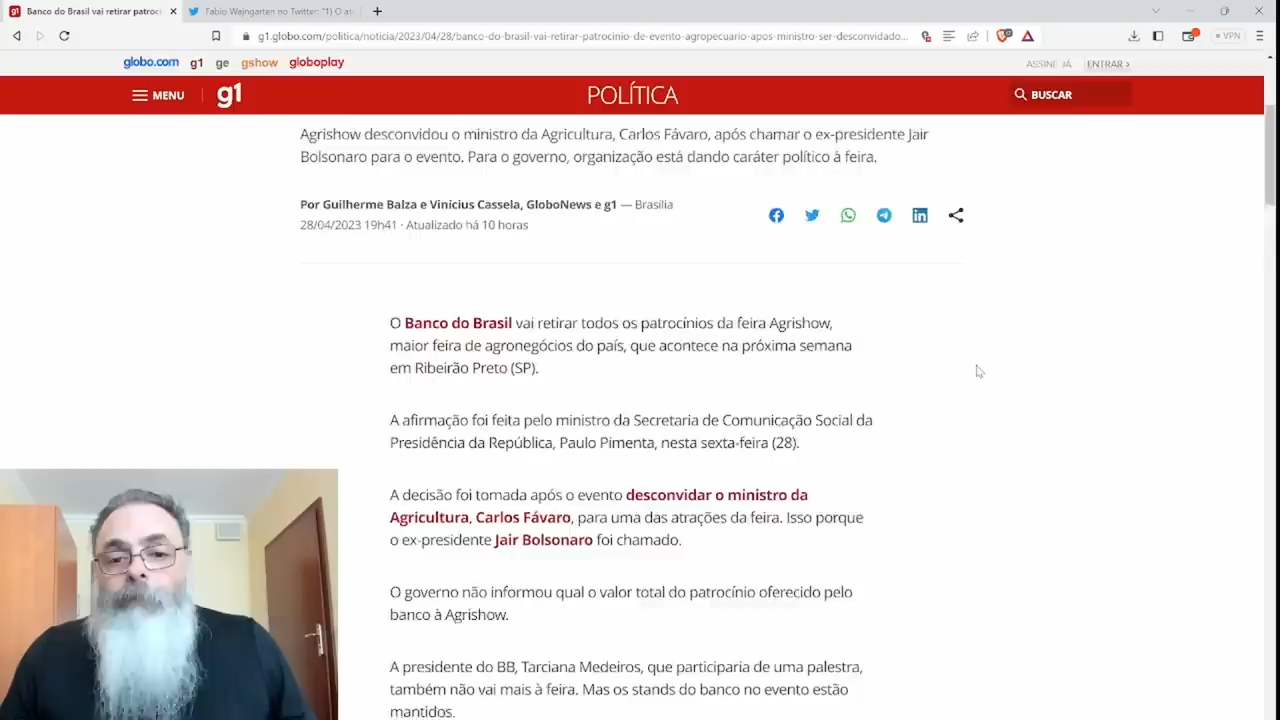 Banco do Brasil vai retirar patroci
Fabio Wajngarten no Twitter: "1) O at
g1.globo.com/politica/noticia/2023/04/28/banco-do-brasil-vai-retirar-patrocinio-de-evento-agropecuario-apos-ministro-ser-desconvidado...
VPN
globo.com g1 ge gshow globoplay
ASSINE JÁ ENTRAR ›
MENU g1 POLÍTICA BUSCAR
Agrishow desconvidou o ministro da Agricultura, Carlos Fávaro, após chamar o ex-presidente Jair
Bolsonaro para o evento. Para o governo, organização está dando caráter político à feira.
Por Guilherme Balza e Vinícius Cassela, GloboNews e g1 — Brasília
28/04/2023 19h41 · Atualizado há 10 horas
O Banco do Brasil vai retirar todos os patrocínios da feira Agrishow,
maior feira de agronegócios do país, que acontece na próxima semana
em Ribeirão Preto (SP).
A afirmação foi feita pelo ministro da Secretaria de Comunicação Social da
Presidência da República, Paulo Pimenta, nesta sexta-feira (28).
A decisão foi tomada após o evento desconvidar o ministro da
Agricultura, Carlos Fávaro, para uma das atrações da feira. Isso porque
o ex-presidente Jair Bolsonaro foi chamado.
O governo não informou qual o valor total do patrocínio oferecido pelo
banco à Agrishow.
A presidente do BB, Tarciana Medeiros, que participaria de uma palestra,
também não vai mais à feira. Mas os stands do banco no evento estão
mantidos.